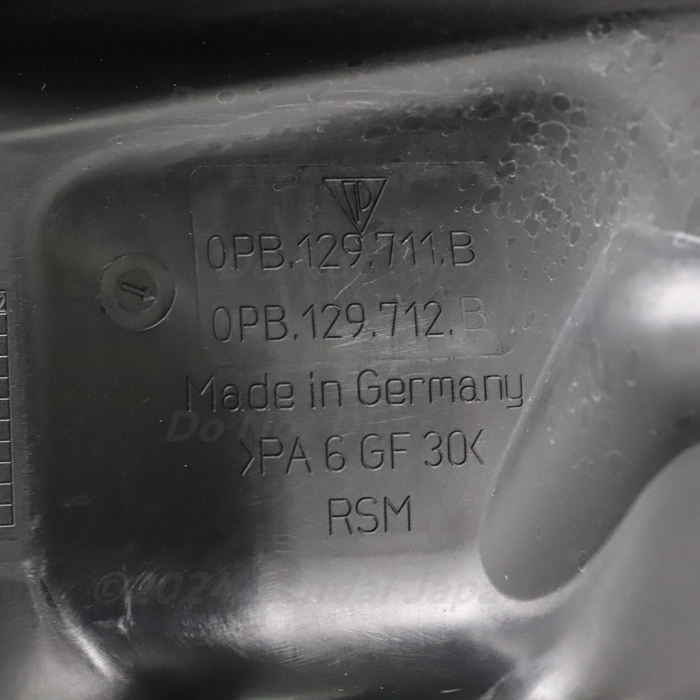 0PB.129.711.B
0PB.129.712.B
Made in Germany
>PA 6 GF 30<
RSM